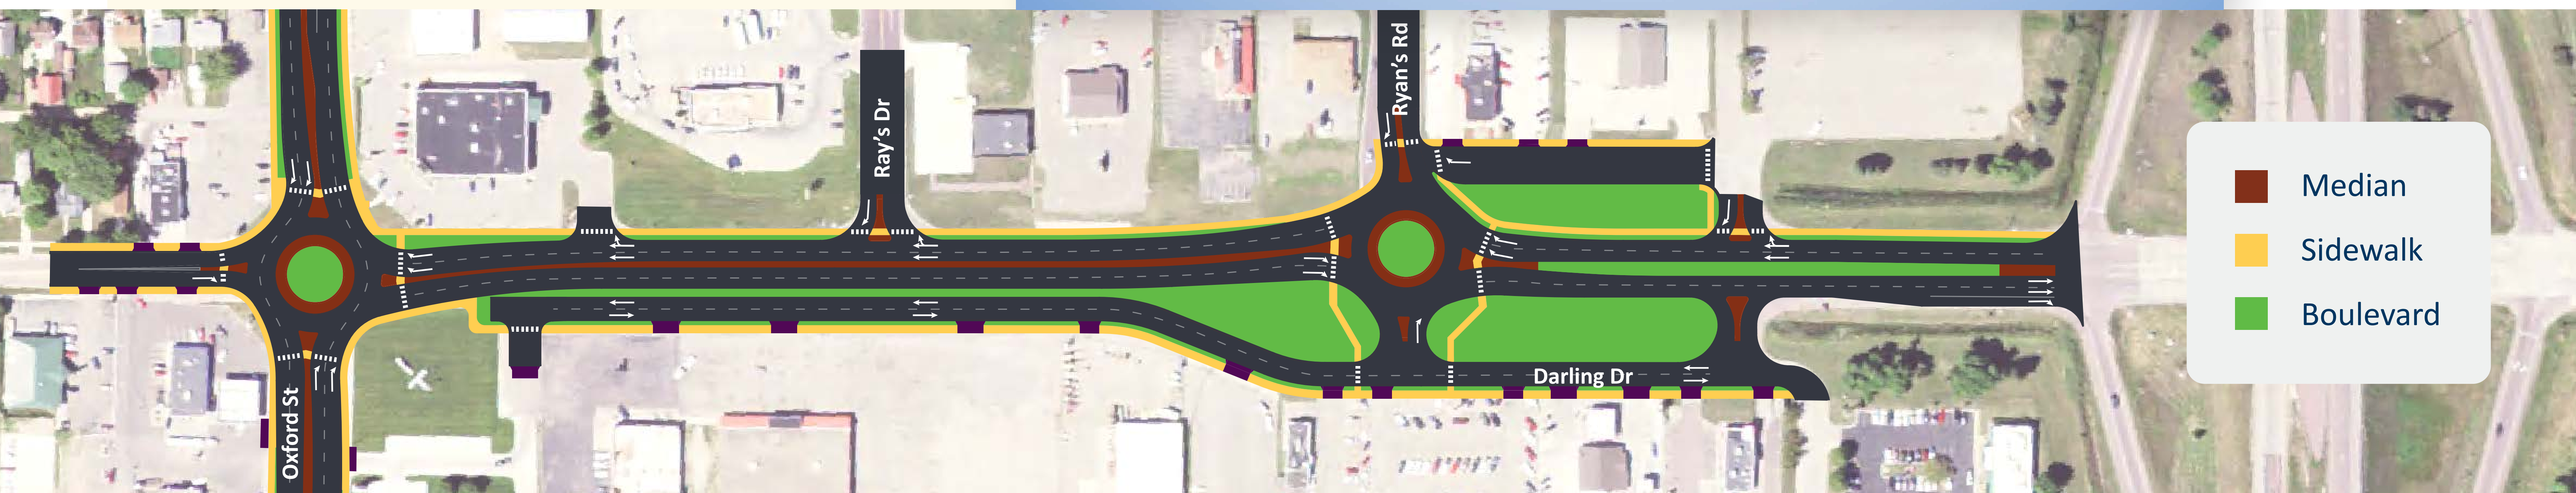 Ryan's Rd
Ray's Dr
Oxford St
Darling Dr
Median
Sidewalk
Boulevard